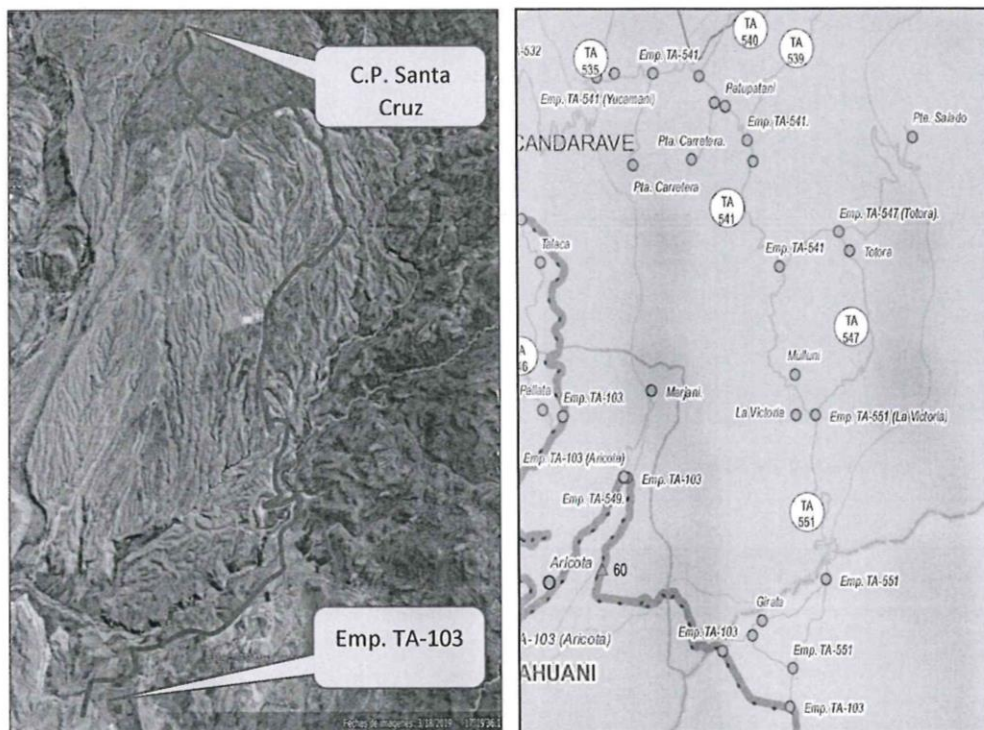 C.P. Santa
Cruz
Emp. TA-103
TA
540
TA
539
TA
535
Emp. TA-541.
Emp. TA-541 (Yucamani)
Patapatani
Emp. TA-541.
CANDARAVE
Pta. Carretera.
Pte. Salado
Pta. Carretera
TA
541
Emp. TA-547 (Totora).
Emp. TA-541
Totora
Talaca
TA
547
Mulluni
Pallata
Emp. TA-103.
Marjani.
La Victoria
Emp. TA-551 (La Victoria)
Emp. TA-103 (Aricota)
Emp. TA-103
Emp. TA-549.
TA
551
Aricota
60
Emp. TA-551
Girata
A-103 (Aricota)
Emp. TA-103
AHUANI
Emp. TA-551
Emp. TA-103